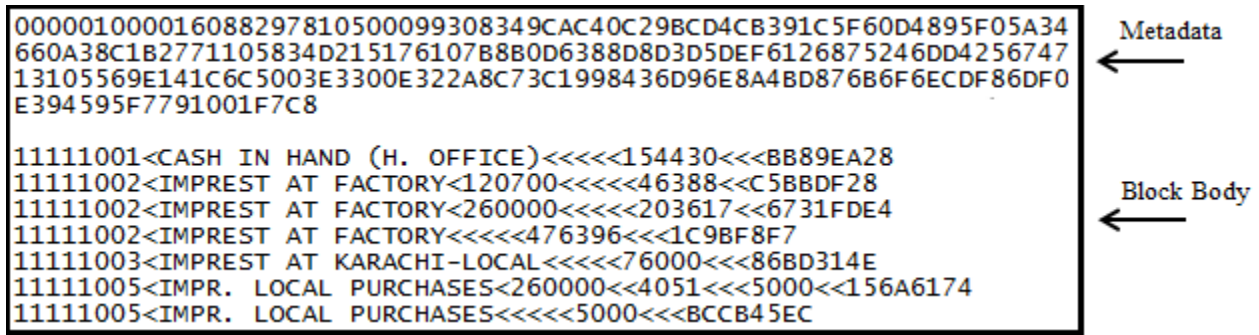 00000100001608829781050009930834​9CAC40C29BCD4CB391C5F60D4895F05A34
660A38C1B2771105834D215176107B8B0D6388D8D3D5DEF6126875246DD4256747
13105569E141C6C5003E3300E322A8C73C1998436D96E8A4BD876B6F6ECDF86DF0
E394595F7791001F7C8
Metadata
11111001<CASH IN HAND (H. OFFICE)<<<<<154430<<<BB89EA28
11111002<IMPREST AT FACTORY<120700<<<<<46388<<C5BBDF28
11111002<IMPREST AT FACTORY<260000<<<<<203617<<6731FDE4
11111002<IMPREST AT FACTORY<<<<<476396<<<1C9BF8F7
11111003<IMPREST AT KARACHI-LOCAL<<<<<76000<<<86BD314E
11111005<IMPR. LOCAL PURCHASES<260000<<4051<<<5000<<156A6174
11111005<IMPR. LOCAL PURCHASES<<<<<5000<<<BCCB45EC
Block Body